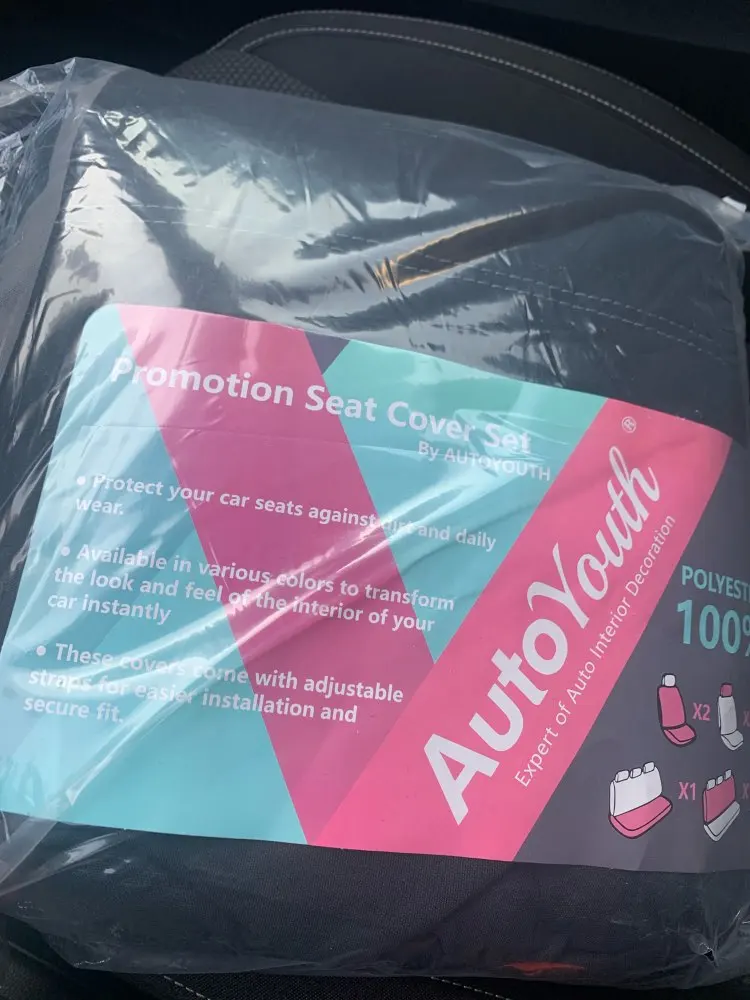 Promotion Seat Cover Set
By AUTOYOUTH
• Protect your car seats against dirt and daily
wear.
• Available in various colors to transform
the look and feel of the interior of your
car instantly
• These covers come with adjustable
straps for easier installation and
secure fit.
AutoYouth®
Expert of Auto Interior Decoration
POLYEST
100%
X2
X1